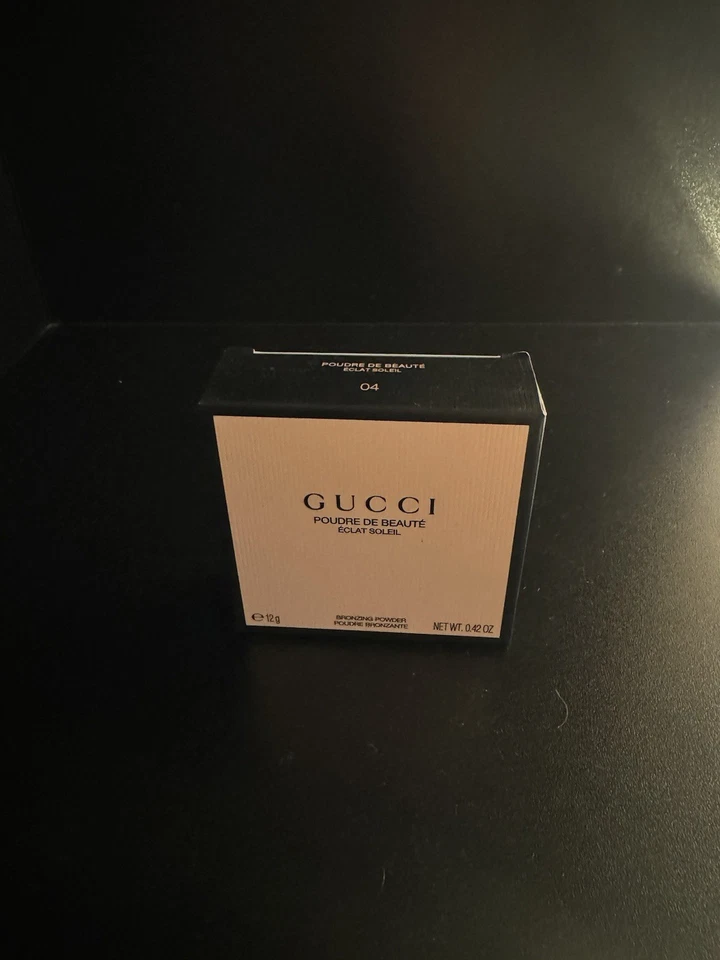 POUDRE DE BEAUTÉ
ÉCLAT SOLEIL
04
GUCCI
POUDRE DE BEAUTÉ
ÉCLAT SOLEIL
℮ 12g
BRONZING POWDER
POUDRE BRONZANTE
NET WT. 0.42 OZ